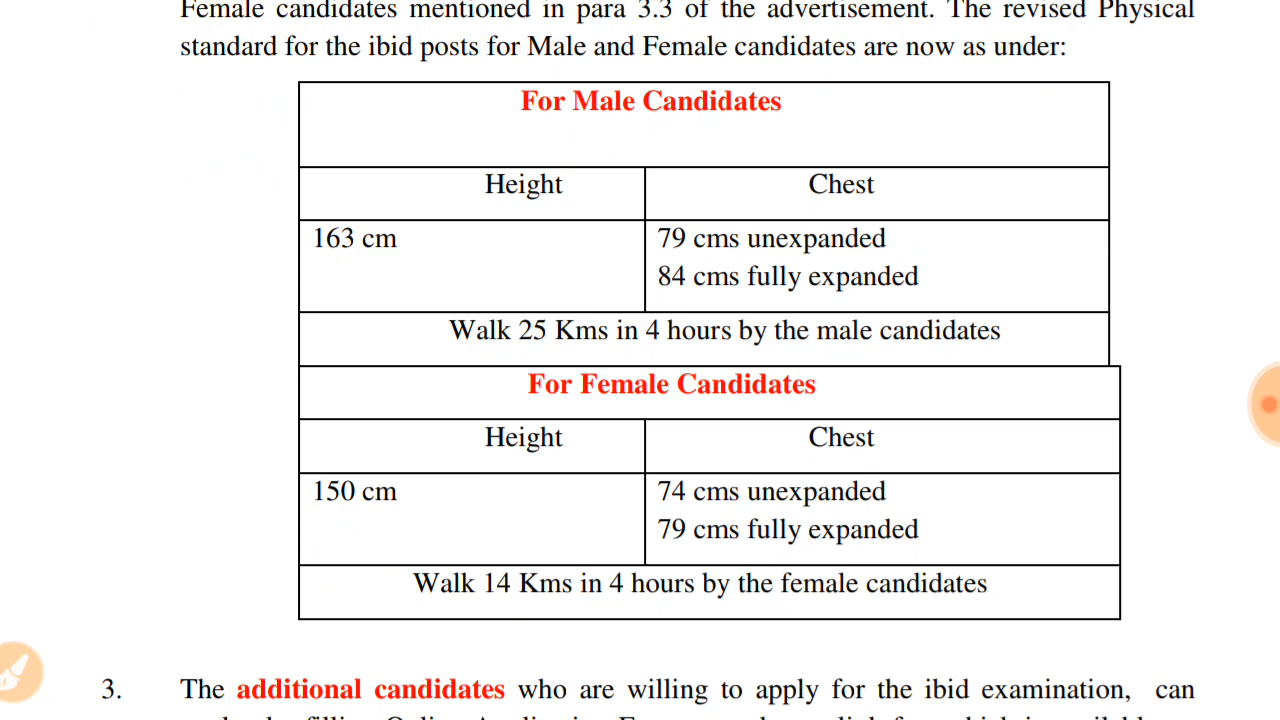 Female candidates mentioned in para 3.3 of the advertisement. The revised Physical
standard for the ibid posts for Male and Female candidates are now as under:
For Male Candidates
Height Chest
163 cm 79 cms unexpanded
84 cms fully expanded
Walk 25 Kms in 4 hours by the male candidates
For Female Candidates
Height Chest
150 cm 74 cms unexpanded
79 cms fully expanded
Walk 14 Kms in 4 hours by the female candidates
3. The additional candidates who are willing to apply for the ibid examination, can